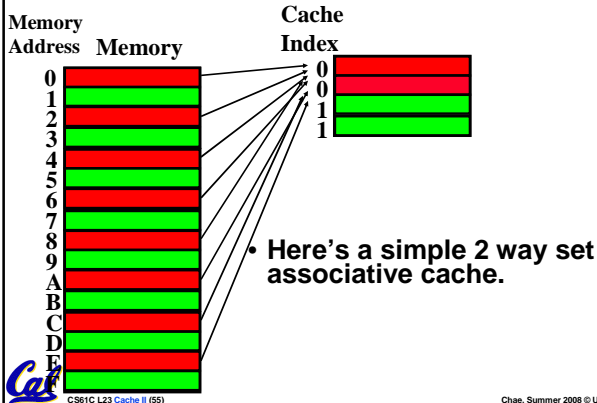 Memory
Address Memory
Cache
Index
0
1
2
3
4
5
6
7
8
9
A
B
C
D
E
F
0
0
1
1
• Here's a simple 2 way set
associative cache.
Cal
CS61C L23 Cache II (55)
Chae, Summer 2008 © U